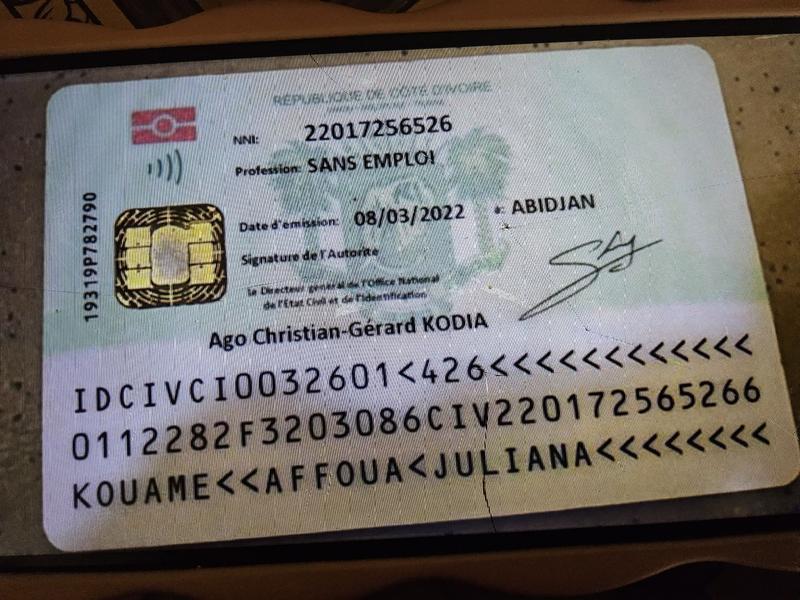 RÉPUBLIQUE DE CÔTE D'IVOIRE
NNI: 22017256526
Profession: SANS EMPLOI
19319P782790
Date d'emission: 08/03/2022 à: ABIDJAN
Signature de l'Autorité
Le Directeur général de l'Office National
de l'État Civil et de l'Identification
Ago Christian-Gérard KODIA
IDCIVCI0032601<426<<<<<<<<<<<<
0112282F3203086CIV220172565266
KOUAME<<AFFOUA<JULIANA<<<<<<<<